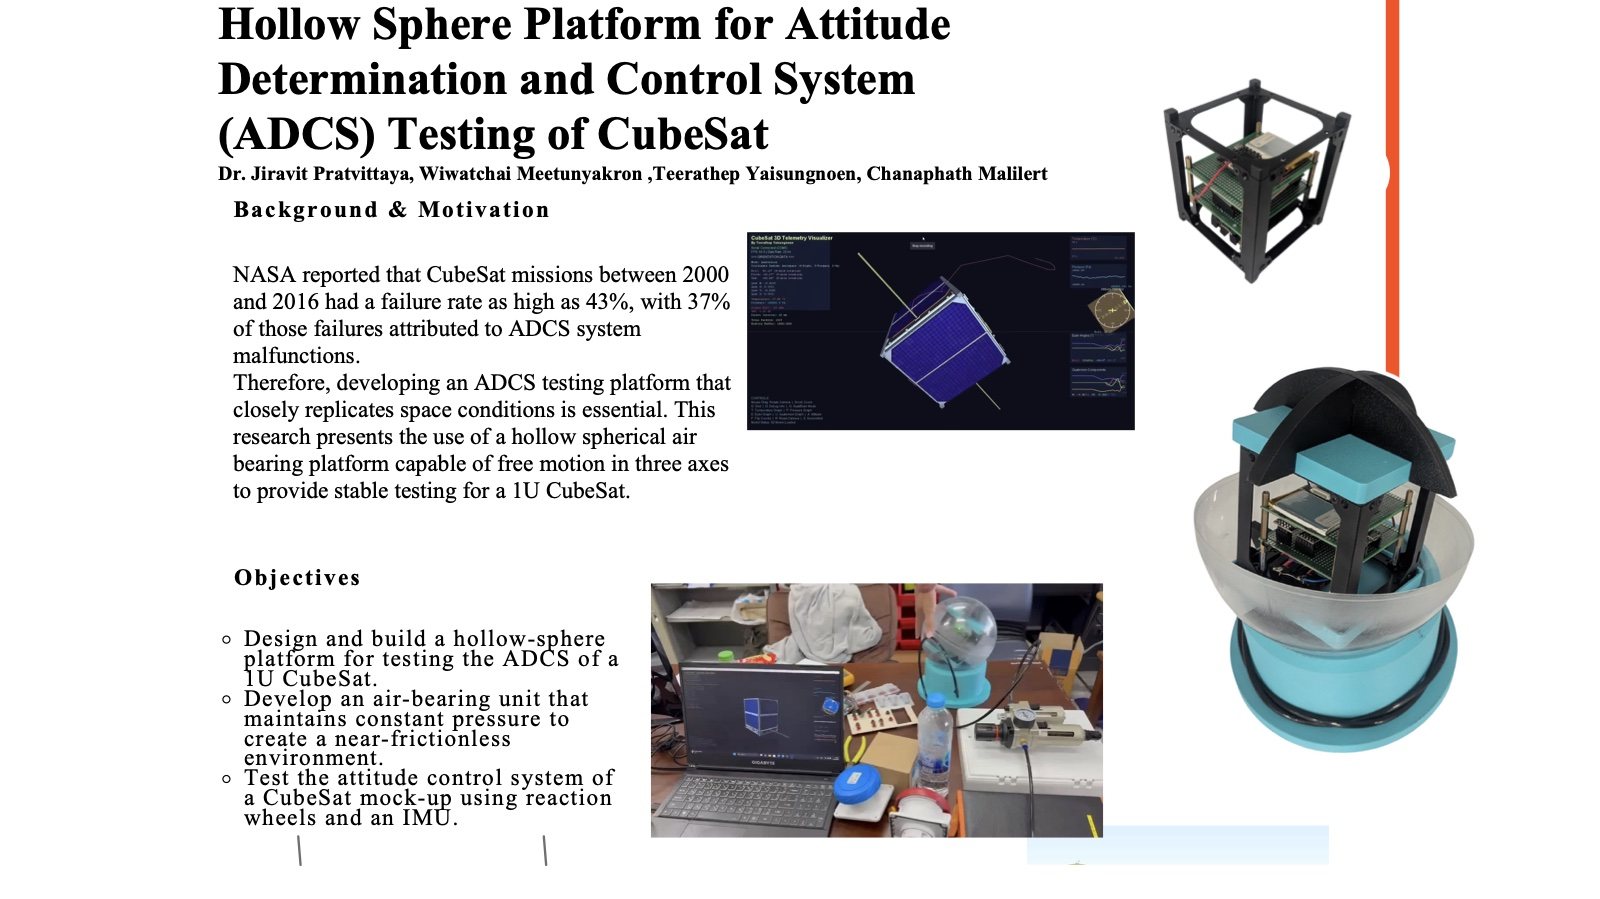 Hollow Sphere Platform for Attitude
Determination and Control System
(ADCS) Testing of CubeSat
Dr. Jiravit Pratvittaya, Wiwatchai Meetunyakron ,Teerathep Yaisungnoen, Chanaphath Malilert
Background & Motivation
NASA reported that CubeSat missions between 2000
and 2016 had a failure rate as high as 43%, with 37%
of those failures attributed to ADCS system
malfunctions.
Therefore, developing an ADCS testing platform that
closely replicates space conditions is essential. This
research presents the use of a hollow spherical air
bearing platform capable of free motion in three axes
to provide stable testing for a 1U CubeSat.
CubeSat 3D Telemetry Visualizer
By Teerathep Yaisungnoen
Objectives
Design and build a hollow-sphere
platform for testing the ADCS of a
1U CubeSat.
Develop an air-bearing unit that
maintains constant pressure to
create a near-frictionless
environment.
Test the attitude control system of
a CubeSat mock-up using reaction
wheels and an IMU.
GIGABYTE